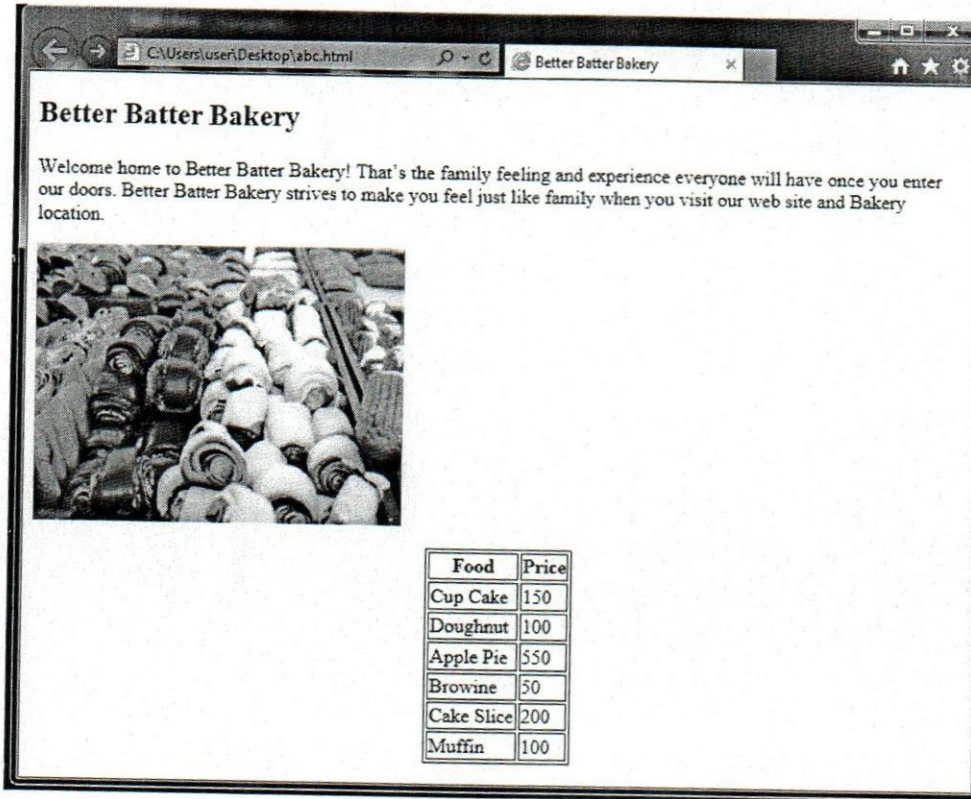 C:\Users\user\Desktop\abc.html
Better Batter Bakery
Better Batter Bakery
Welcome home to Better Batter Bakery! That's the family feeling and experience everyone will have once you enter
our doors. Better Batter Bakery strives to make you feel just like family when you visit our web site and Bakery
location.
Food Price
Cup Cake 150
Doughnut 100
Apple Pie 550
Browine 50
Cake Slice 200
Muffin 100